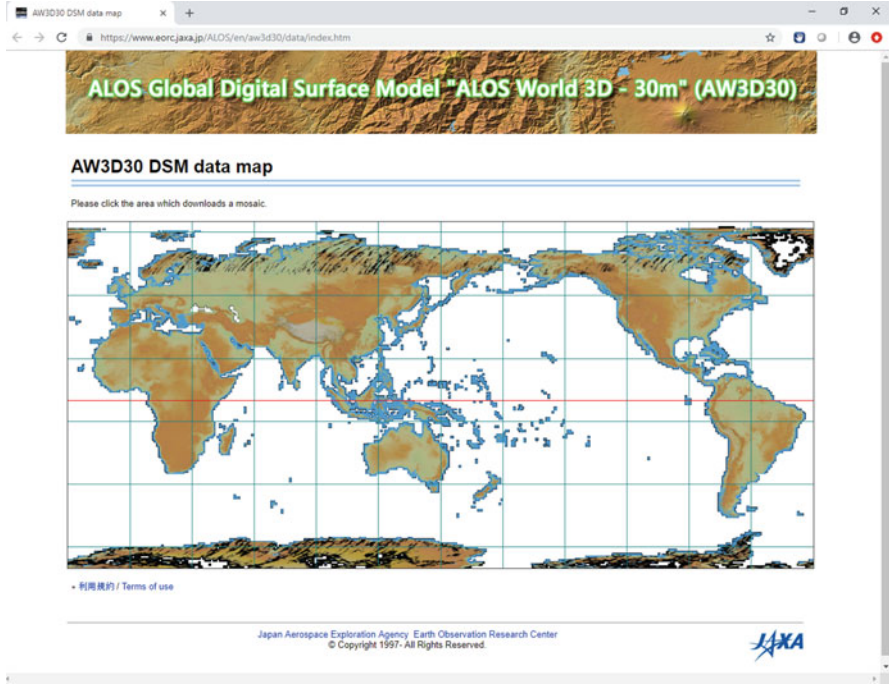 AW3D30 DSM data map
https://www.eorc.jaxa.jp/ALOS/en/aw3d30/data/index.htm
ALOS Global Digital Surface Model "ALOS World 3D - 30m" (AW3D30)
AW3D30 DSM data map
Please click the area which downloads a mosaic.
利用規約 / Terms of use
Japan Aerospace Exploration Agency Earth Observation Research Center
© Copyright 1997- All Rights Reserved.
JAXA